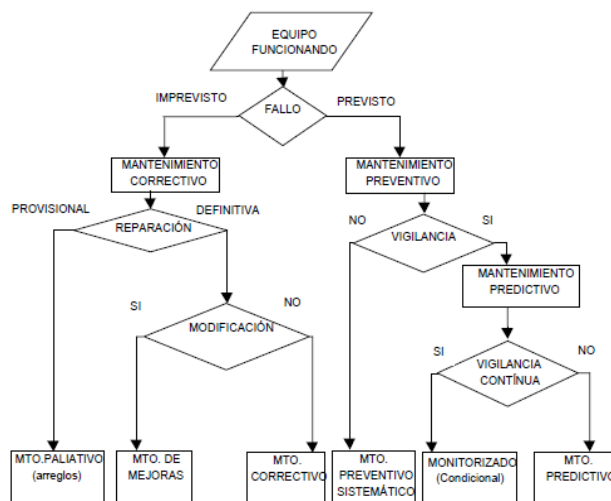 EQUIPO
FUNCIONANDO
IMPREVISTO
FALLO
PREVISTO
MANTENIMIENTO
CORRECTIVO
MANTENIMIENTO
PREVENTIVO
PROVISIONAL
REPARACIÓN
DEFINITIVA
NO
VIGILANCIA
SI
MANTENIMIENTO
PREDICTIVO
SI
MODIFICACIÓN
NO
SI
VIGILANCIA
CONTÍNUA
NO
MTO.PALIATIVO
(arreglos)
MTO. DE
MEJORAS
MTO.
CORRECTIVO
MTO.
PREVENTIVO
SISTEMÁTICO
MONITORIZADO
(Condicional)
MTO.
PREDICTIVO